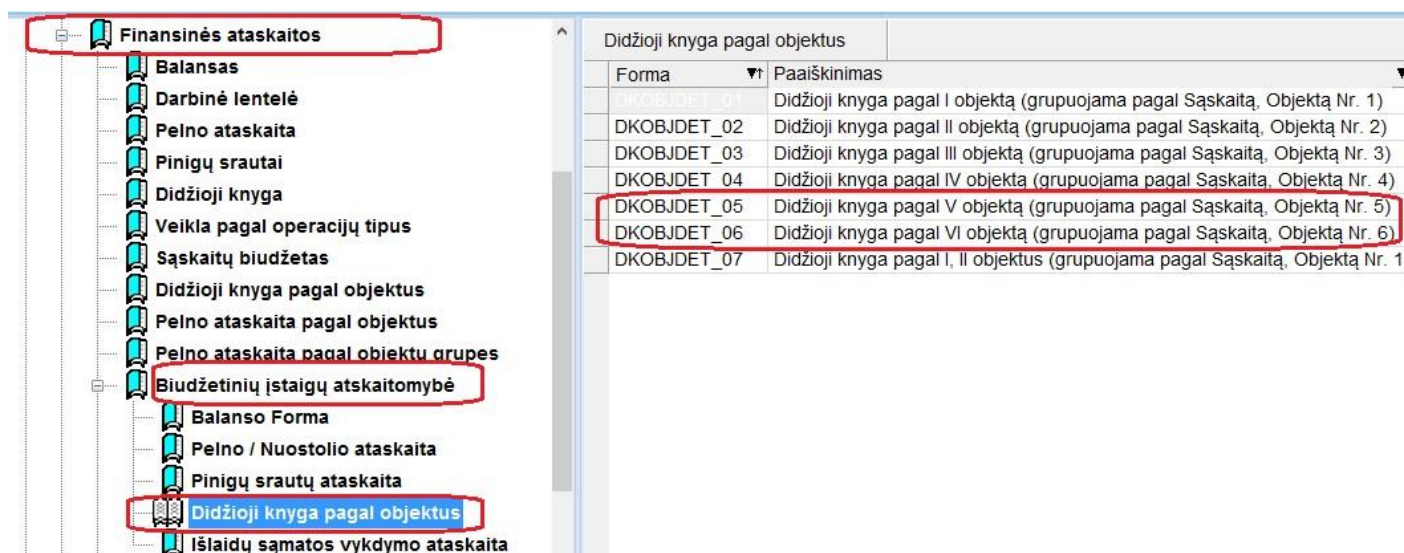 Finansinės ataskaitos
Balansas
Darbinė lentelė
Pelno ataskaita
Pinigų srautai
Didžioji knyga
Veikla pagal operacijų tipus
Sąskaitų biudžetas
Didžioji knyga pagal objektus
Pelno ataskaita pagal objektus
Pelno ataskaita pagal objektų grupes
Biudžetinių įstaigų atskaitomybė
Balanso Forma
Pelno / Nuostolio ataskaita
Pinigų srautų ataskaita
Didžioji knyga pagal objektus
Išlaidų sąmatos vykdymo ataskaita
Didžioji knyga pagal objektus
Forma Paaiškinimas
DKOBJDET_01 Didžioji knyga pagal I objektą (grupuojama pagal Sąskaitą, Objektą Nr. 1)
DKOBJDET_02 Didžioji knyga pagal II objektą (grupuojama pagal Sąskaitą, Objektą Nr. 2)
DKOBJDET_03 Didžioji knyga pagal III objektą (grupuojama pagal Sąskaitą, Objektą Nr. 3)
DKOBJDET_04 Didžioji knyga pagal IV objektą (grupuojama pagal Sąskaitą, Objektą Nr. 4)
DKOBJDET_05 Didžioji knyga pagal V objektą (grupuojama pagal Sąskaitą, Objektą Nr. 5)
DKOBJDET_06 Didžioji knyga pagal VI objektą (grupuojama pagal Sąskaitą, Objektą Nr. 6)
DKOBJDET_07 Didžioji knyga pagal I, II objektus (grupuojama pagal Sąskaitą, Objektą Nr. 1